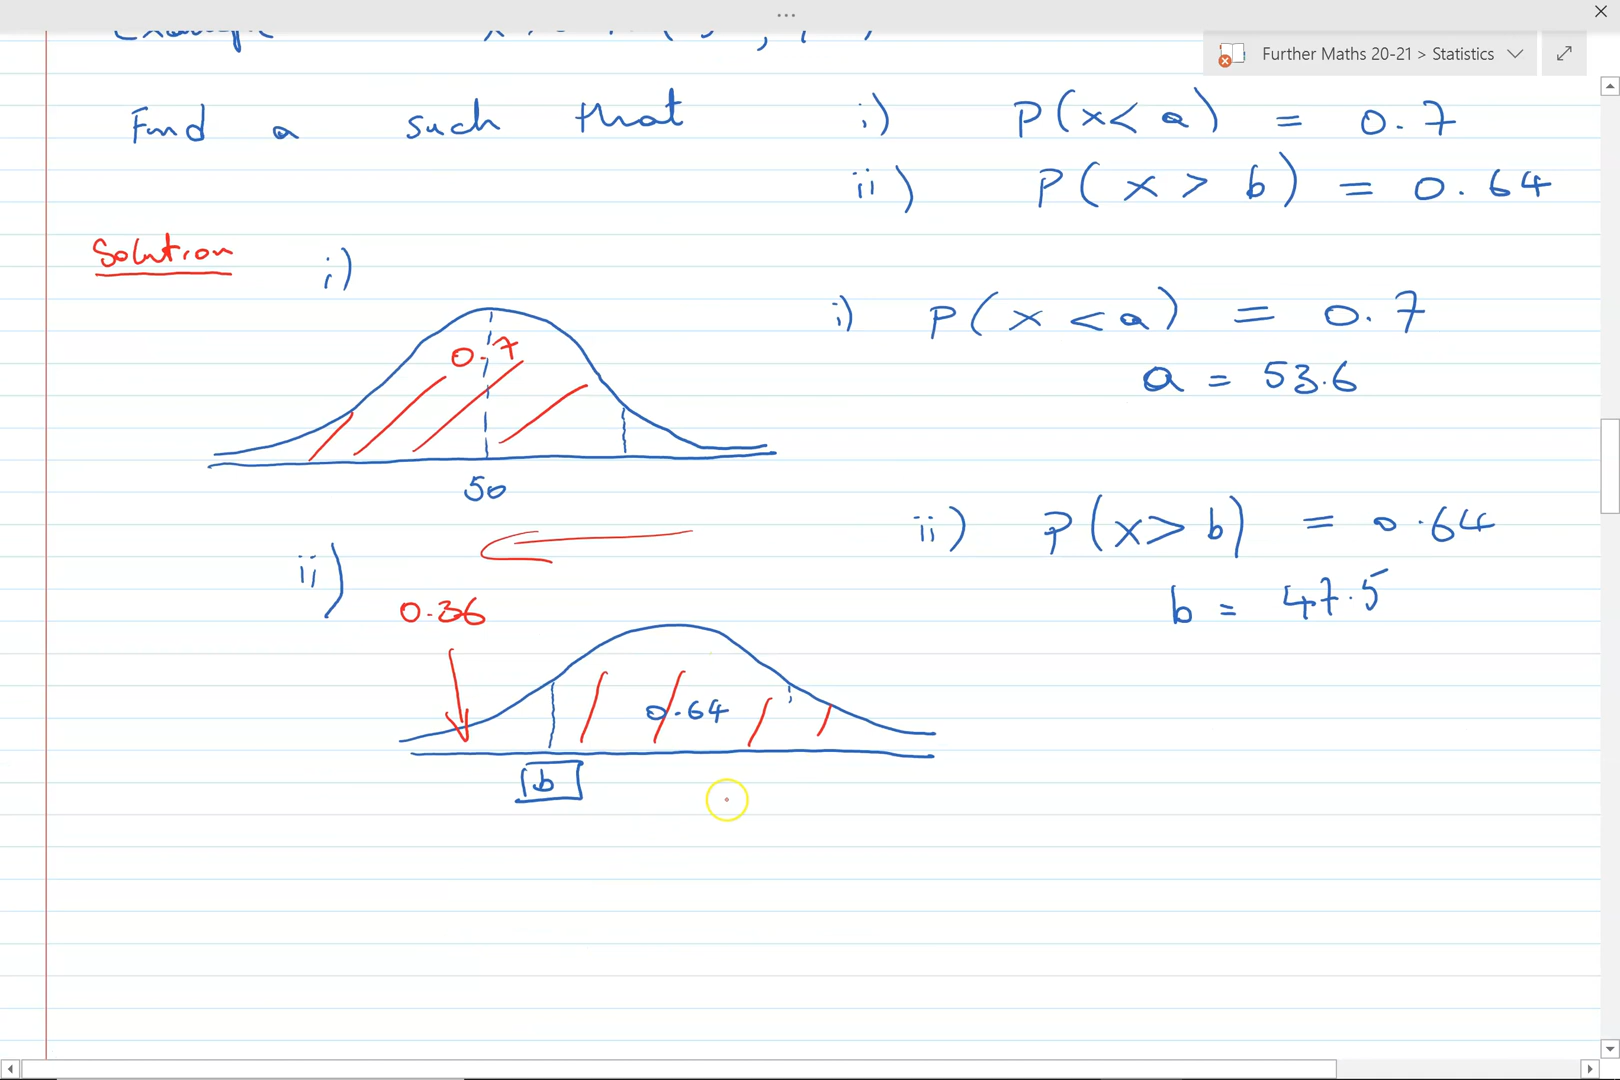 Further Maths 20-21 > Statistics
Example
Find a such that i) P(x< a) = 0.7
ii) P( x > b) = 0.64
Solution
i)
0.7
50
i) P( x < a) = 0.7
a = 53.6
ii) P(x> b) = 0.64
b = 47.5
ii)
0.36
0.64
b